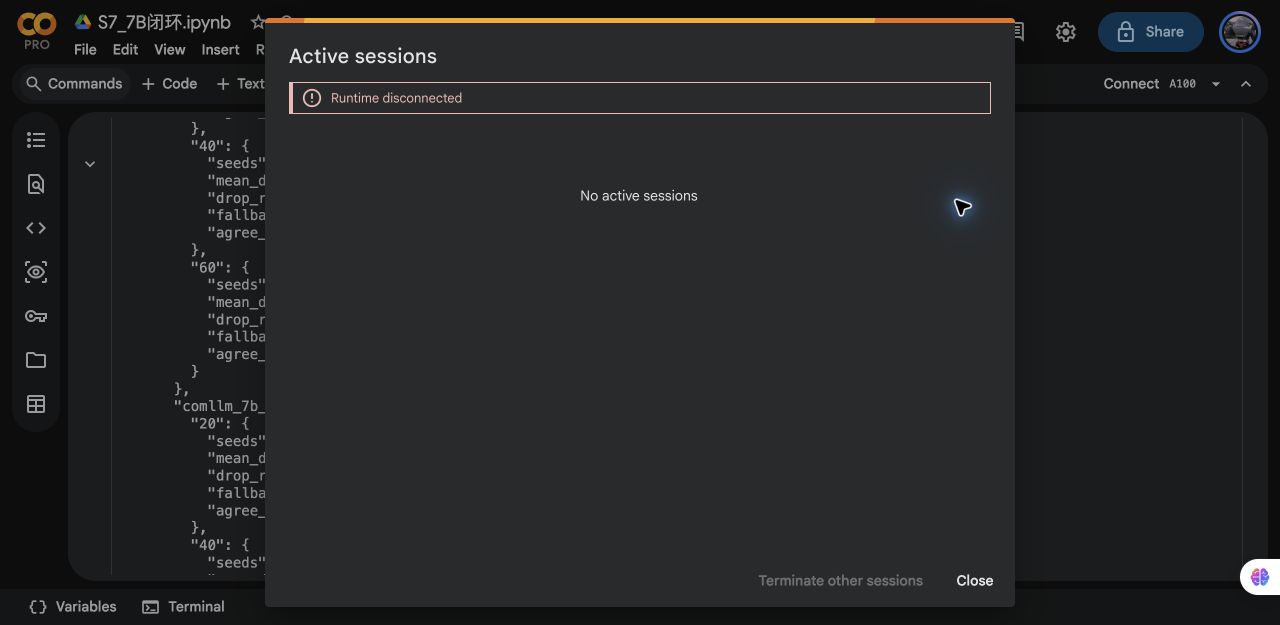 CO
PRO
S7_7B闭环.ipynb
File Edit View Insert R
Share
Commands + Code + Text
Connect A100
Active sessions
Runtime disconnected
No active sessions
},
"40": {
"seeds"
"mean_d
"drop_r
"fallba
"agree_
},
"60": {
"seeds"
"mean_d
"drop_r
"fallba
"agree_
}
},
"comllm_7b_
"20": {
"seeds"
"mean_d
"drop_r
"fallba
"agree_
},
"40": {
"seeds"
Terminate other sessions Close
Variables Terminal